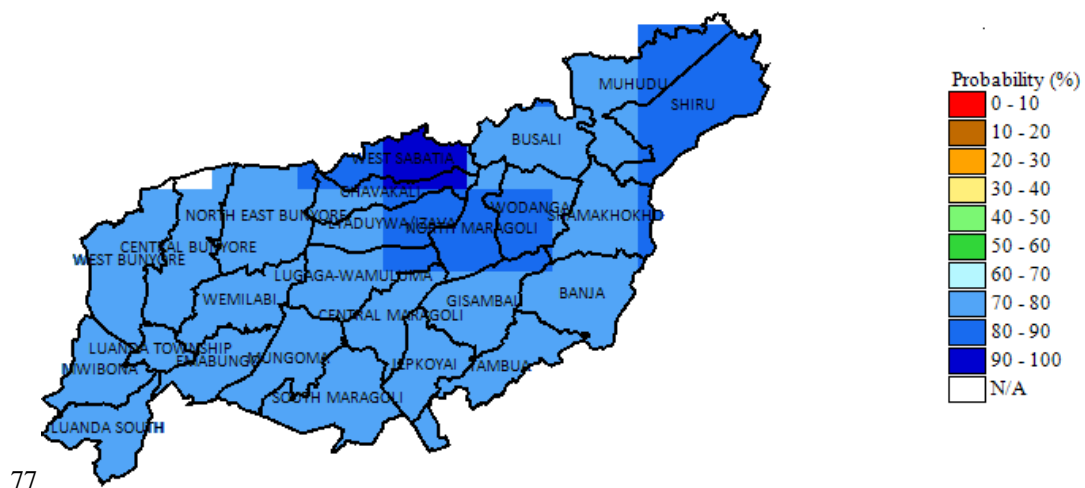 MUHUDU
SHIRU
BUSALI
WEST SABATIA
CHAVAKALI
WODANGA
SHAMAKHOKHO
NORTH EAST BUNYORE
LYADUYWA/IZAVA
NORTH MARAGOLI
CENTRAL BUNYORE
WEST BUNYORE
LUGAGA-WAMULUMA
WEMILABI
GISAMBAI
BANJA
CENTRAL MARAGOLI
LUANDA TOWNSHIP
EMABUNGO
MUNGOMA
MWIBONA
JEPKOYAI
TAMBUA
SOUTH MARAGOLI
LUANDA SOUTH
Probability (%)
0 - 10
10 - 20
20 - 30
30 - 40
40 - 50
50 - 60
60 - 70
70 - 80
80 - 90
90 - 100
N/A
77